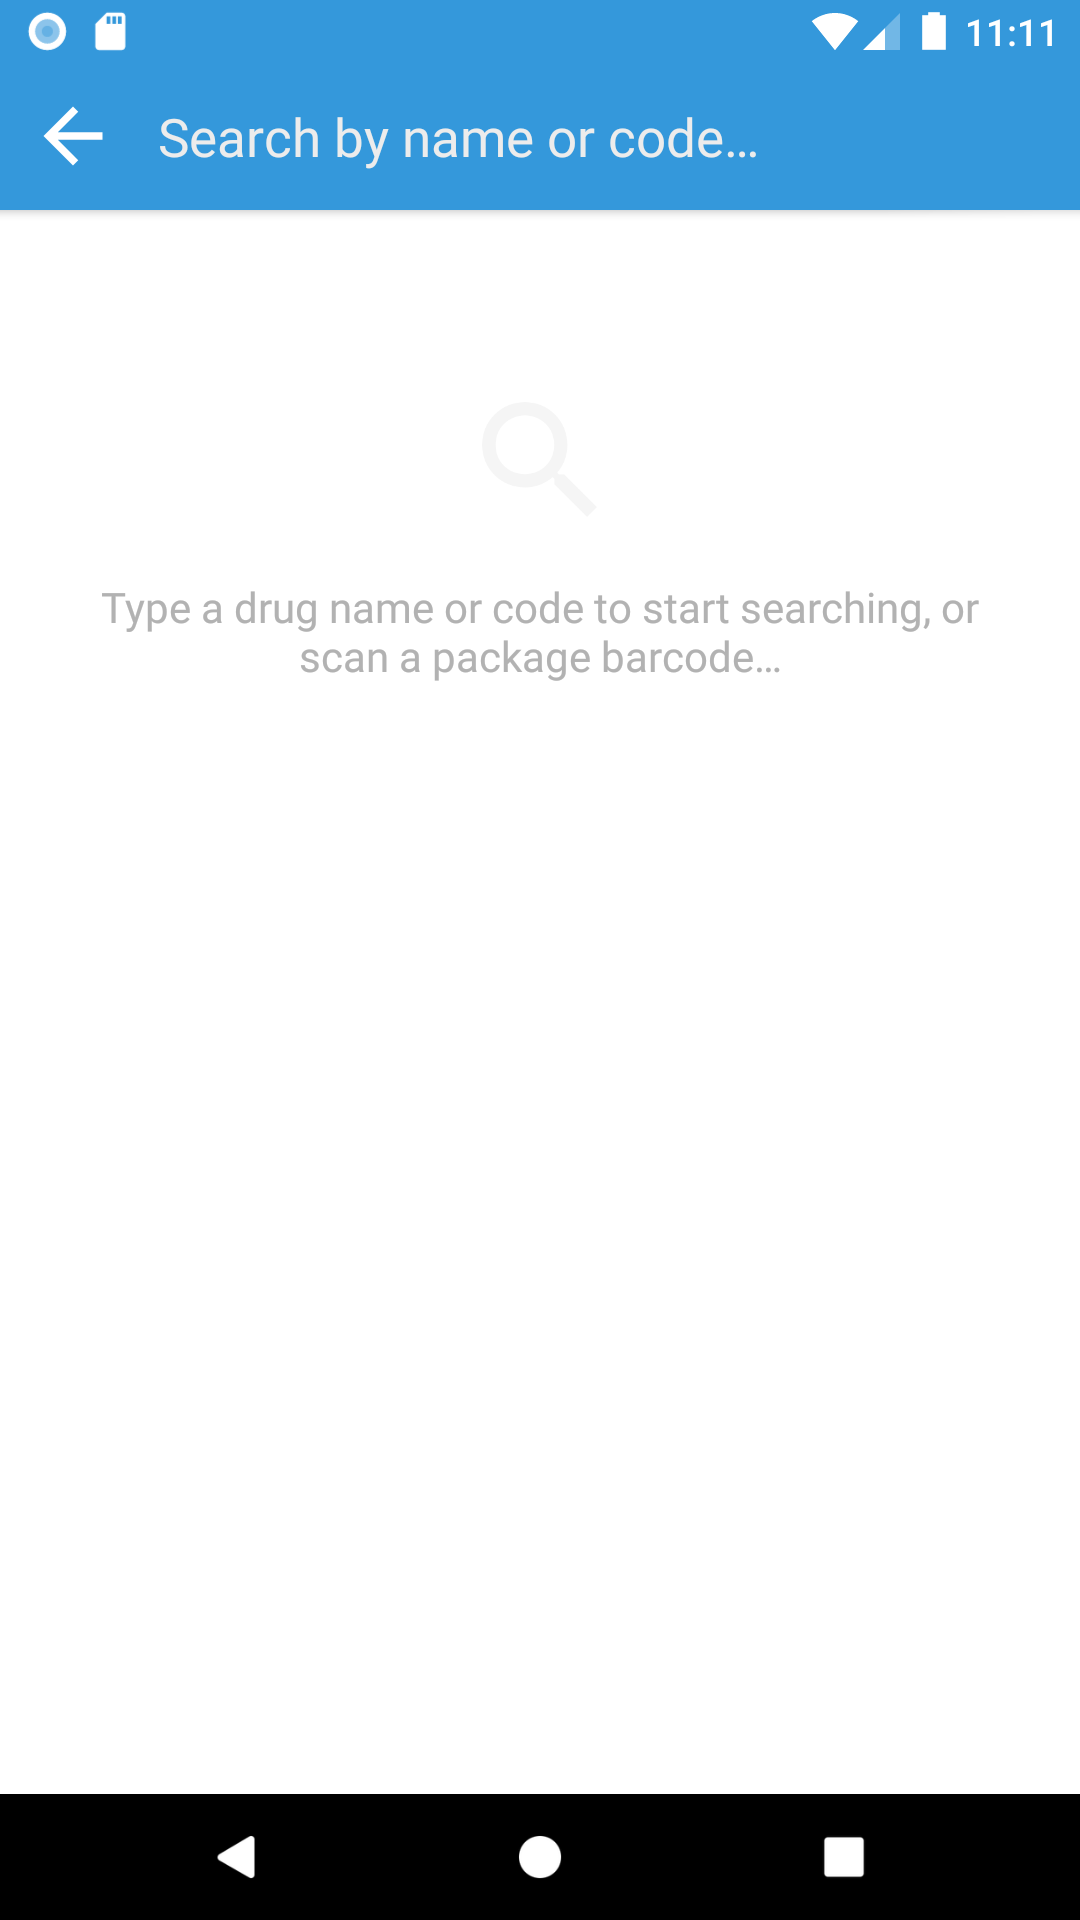 11:11
Search by name or code…
Type a drug name or code to start searching, or
scan a package barcode…